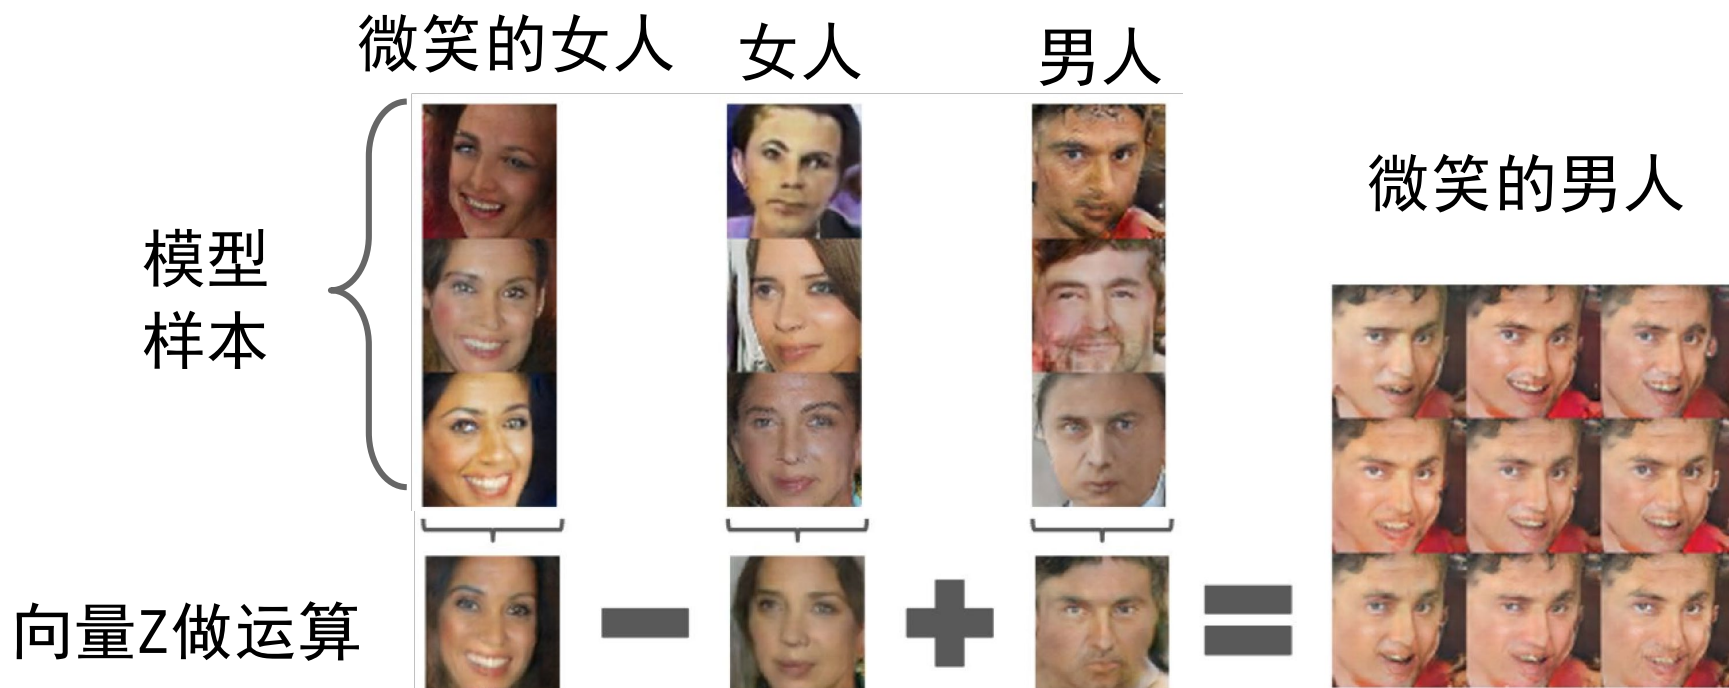 微笑的女人
女人
男人
微笑的男人
模型
样本
向量Z做运算